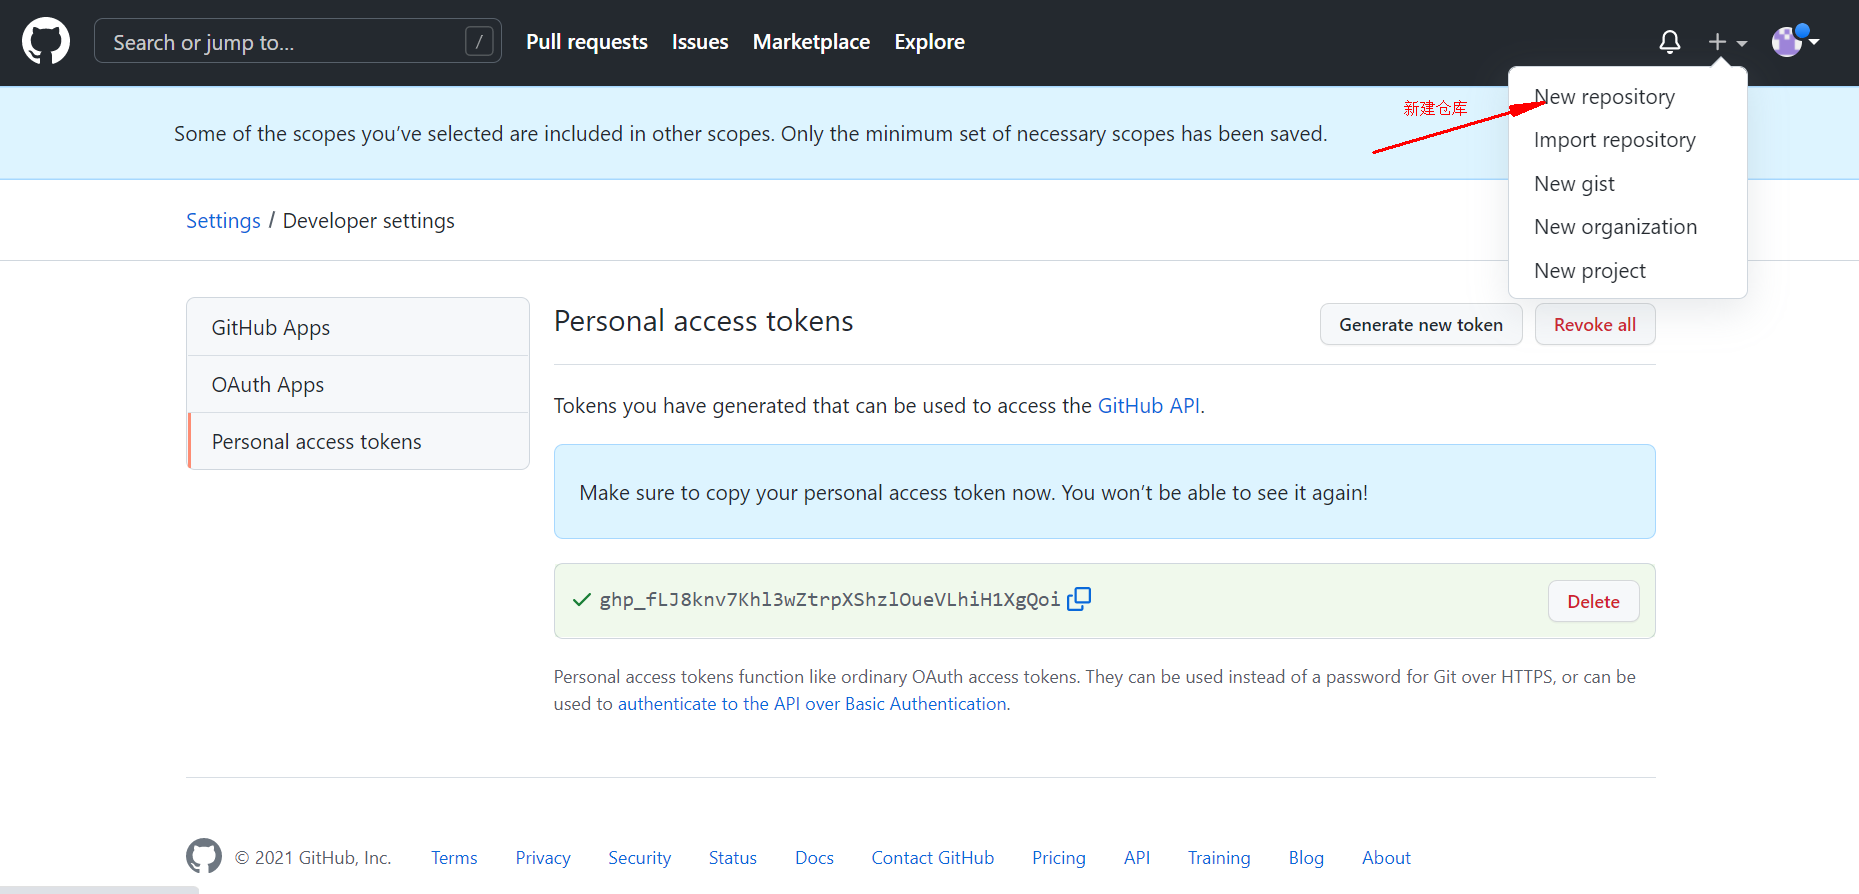 Search or jump to...
/
Pull requests
Issues
Marketplace
Explore
新建仓库
New repository
Import repository
New gist
New organization
New project
Some of the scopes you’ve selected are included in other scopes. Only the minimum set of necessary scopes has been saved.
Settings / Developer settings
GitHub Apps
OAuth Apps
Personal access tokens
Personal access tokens
Generate new token
Revoke all
Tokens you have generated that can be used to access the GitHub API.
Make sure to copy your personal access token now. You won’t be able to see it again!
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
Delete
Personal access tokens function like ordinary OAuth access tokens. They can be used instead of a password for Git over HTTPS, or can be
used to authenticate to the API over Basic Authentication.
© 2021 GitHub, Inc.
Terms
Privacy
Security
Status
Docs
Contact GitHub
Pricing
API
Training
Blog
About